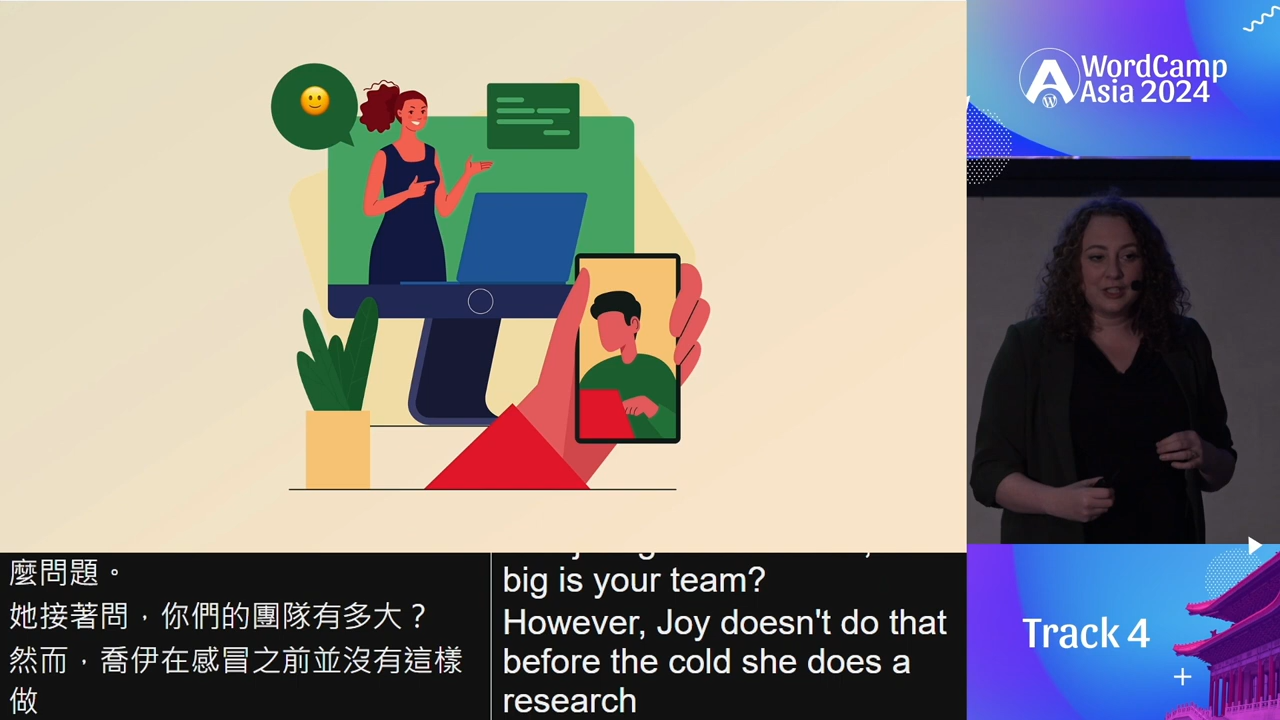 WordCamp
Asia 2024
麼問題。
她接著問，你們的團隊有多大？
然而，喬伊在感冒之前並沒有這樣
做
big is your team?
However, Joy doesn't do that
before the cold she does a
research
Track 4